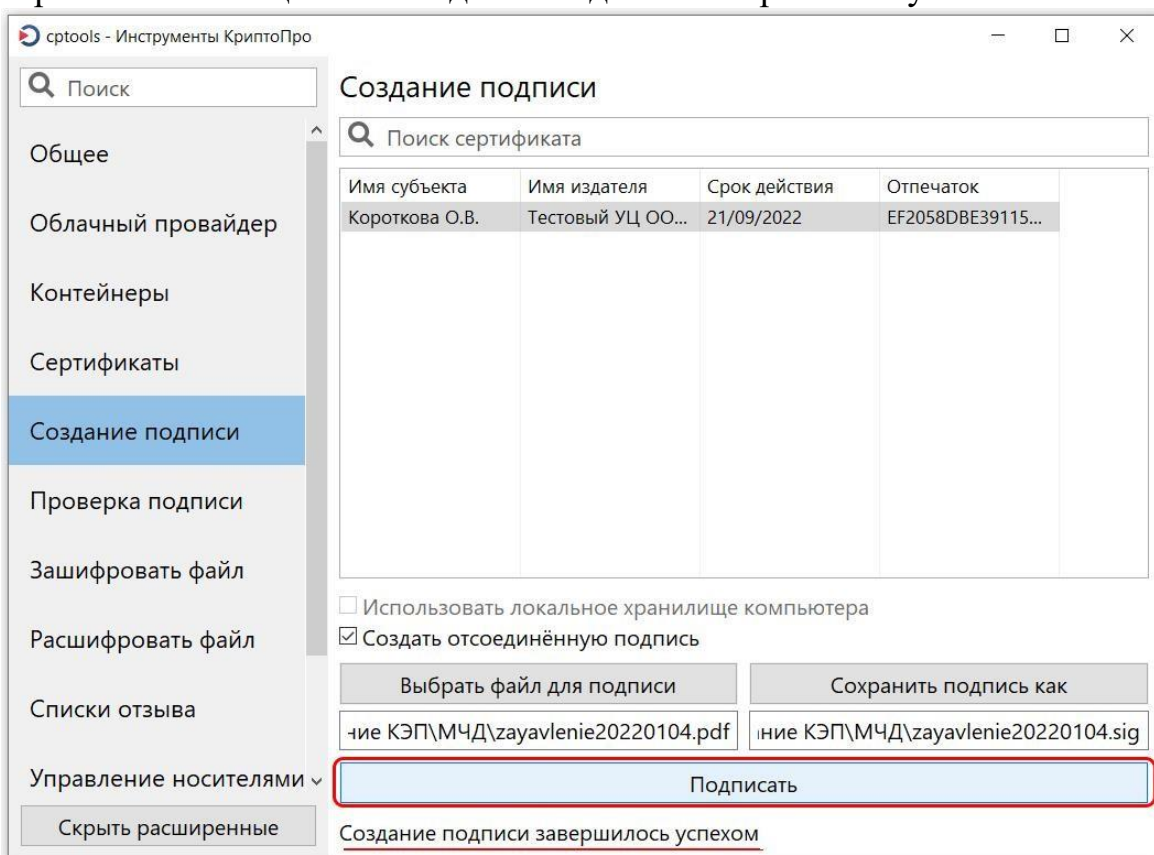 cptools - Инструменты КриптоПро
Поиск
Общее
Облачный провайдер
Контейнеры
Сертификаты
Создание подписи
Проверка подписи
Зашифровать файл
Расшифровать файл
Списки отзыва
Управление носителями
Скрыть расширенные
Создание подписи
Поиск сертификата
Имя субъекта Имя издателя Срок действия Отпечаток
Короткова О.В. Тестовый УЦ ОО... 21/09/2022 EF2058DBE39115...
Использовать локальное хранилище компьютера
Создать отсоединённую подпись
Выбрать файл для подписи Сохранить подпись как
ние КЭП\МЧД\zayavlenie20220104.pdf ние КЭП\МЧД\zayavlenie20220104.sig
Подписать
Создание подписи завершилось успехом